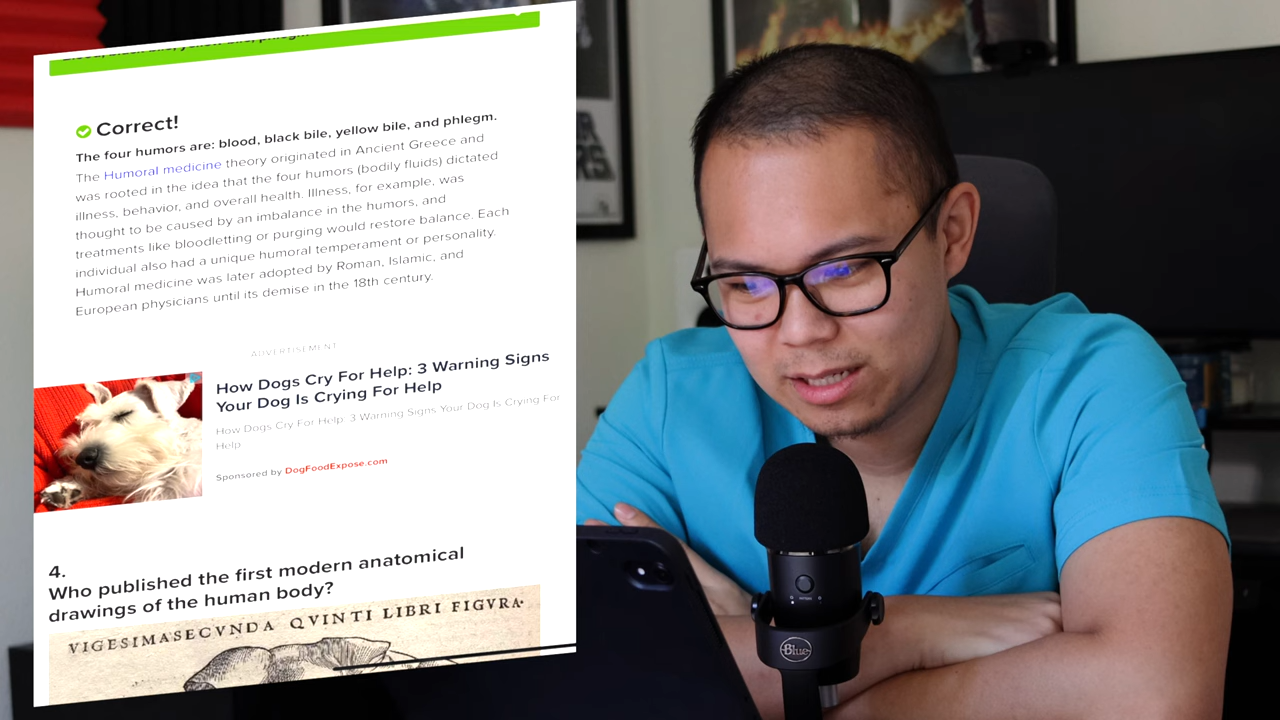 Correct!
The four humors are: blood, black bile, yellow bile, and phlegm.
The Humoral medicine theory originated in Ancient Greece and
was rooted in the idea that the four humors (bodily fluids) dictated
illness, behavior, and overall health. Illness, for example, was
thought to be caused by an imbalance in the humors, and
treatments like bloodletting or purging would restore balance. Each
individual also had a unique humoral temperament or personality.
Humoral medicine was later adopted by Roman, Islamic, and
European physicians until its demise in the 18th century.
ADVERTISEMENT
How Dogs Cry For Help: 3 Warning Signs
Your Dog Is Crying For Help
How Dogs Cry For Help: 3 Warning Signs Your Dog Is Crying For
Help
Sponsored by DogFoodExpose.com
4.
Who published the first modern anatomical
drawings of the human body?
VIGESIMASECVNDA QVINTI LIBRI FIGVRA.
Blue